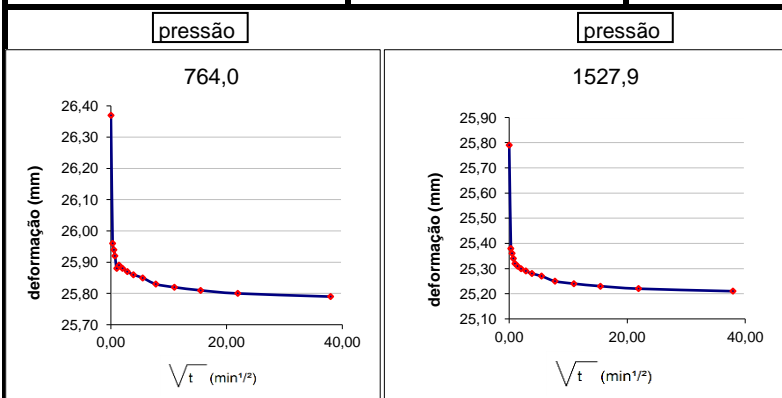 pressão
764,0
26,40
26,30
26,20
26,10
26,00
25,90
25,80
25,70
deformação (mm)
0,00 20,00 40,00
√t (min¹/²)
pressão
1527,9
25,90
25,80
25,70
25,60
25,50
25,40
25,30
25,20
25,10
deformação (mm)
0,00 20,00 40,00
√t (min¹/²)